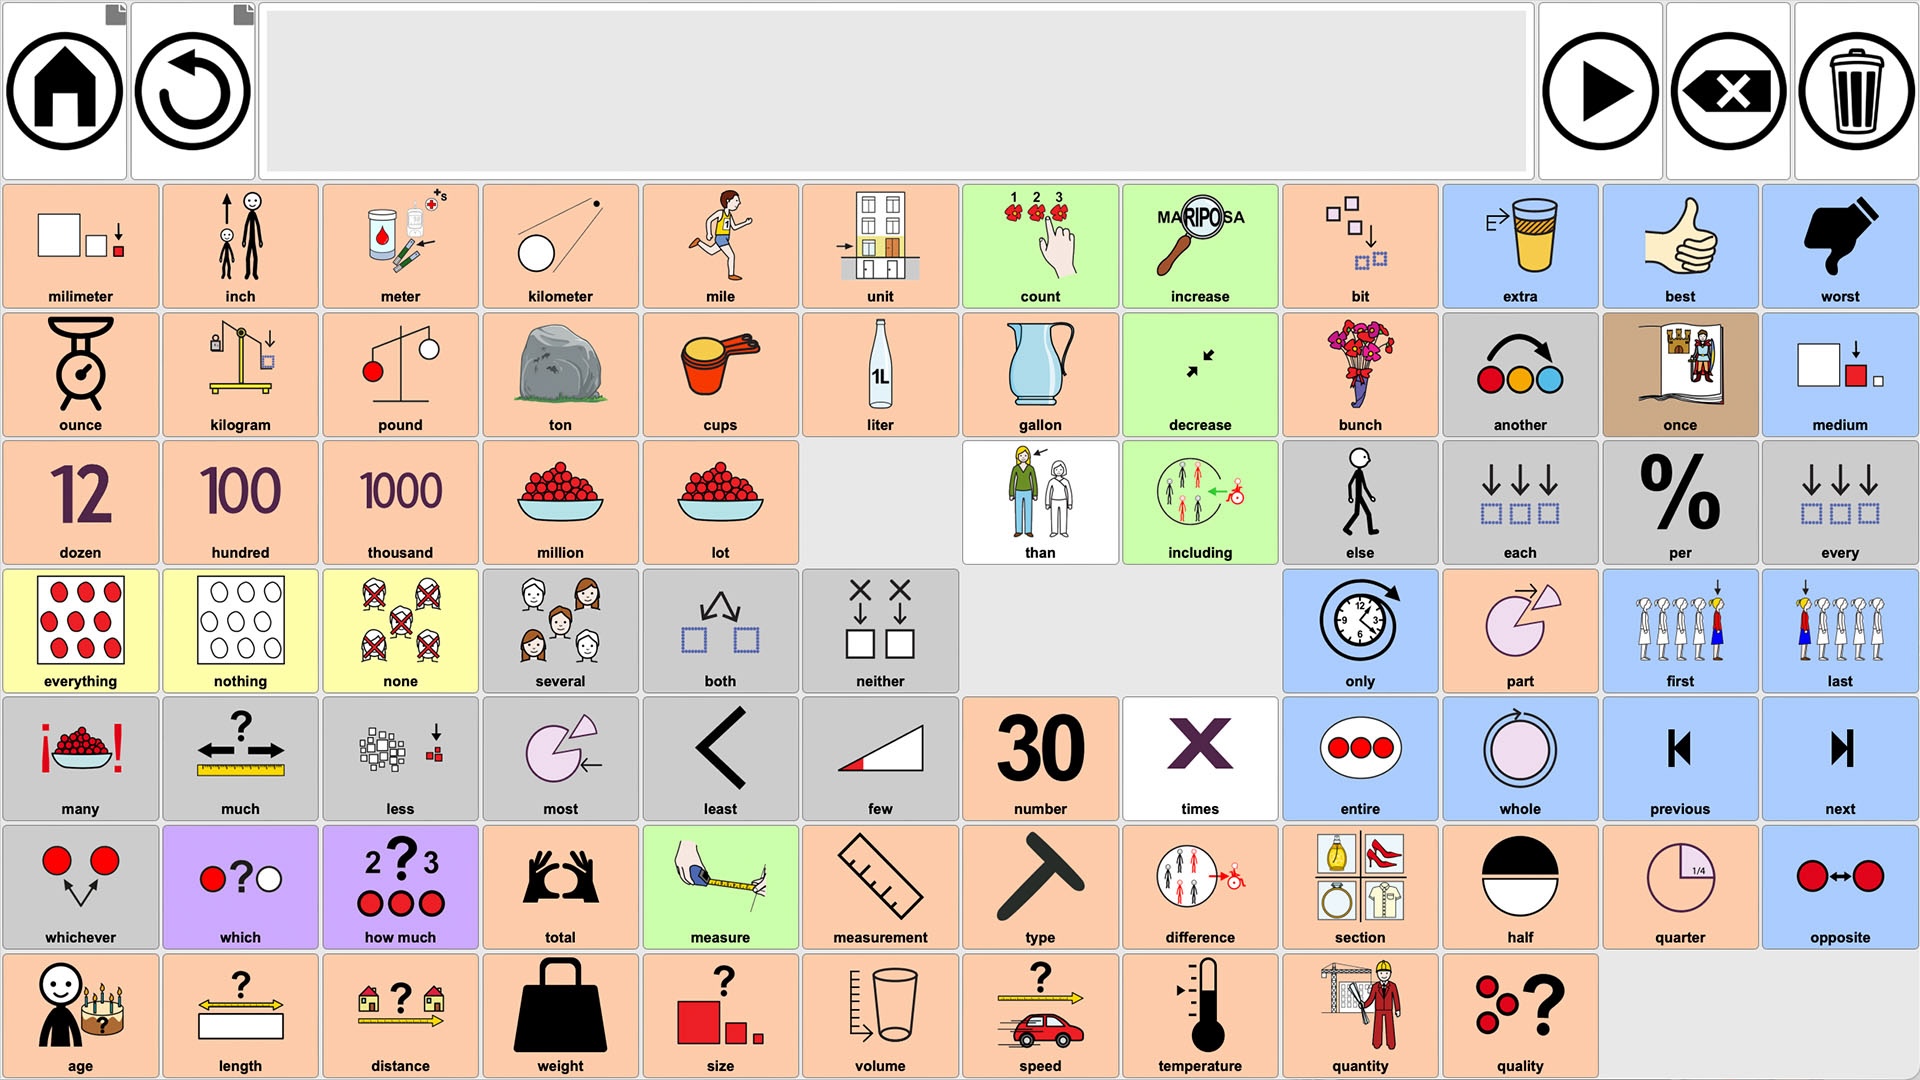 milimeter
inch
+s
meter
kilometer
1
mile
unit
1 2 3
count
MARIPOSA
increase
bit
E
extra
best
worst
ounce
kilogram
pound
ton
cups
1L
liter
gallon
decrease
bunch
another
once
medium
12
dozen
100
hundred
1000
thousand
million
lot
than
including
else
each
%
per
every
everything
nothing
none
several
both
neither
12
9 3
6
only
part
first
last
¡ !
many
?
much
less
most
least
few
30
number
times
entire
whole
previous
next
whichever
?
which
2 ? 3
how much
total
measure
measurement
type
difference
section
half
1/4
quarter
opposite
?
age
?
length
?
distance
weight
?
size
volume
?
speed
temperature
quantity
?
quality